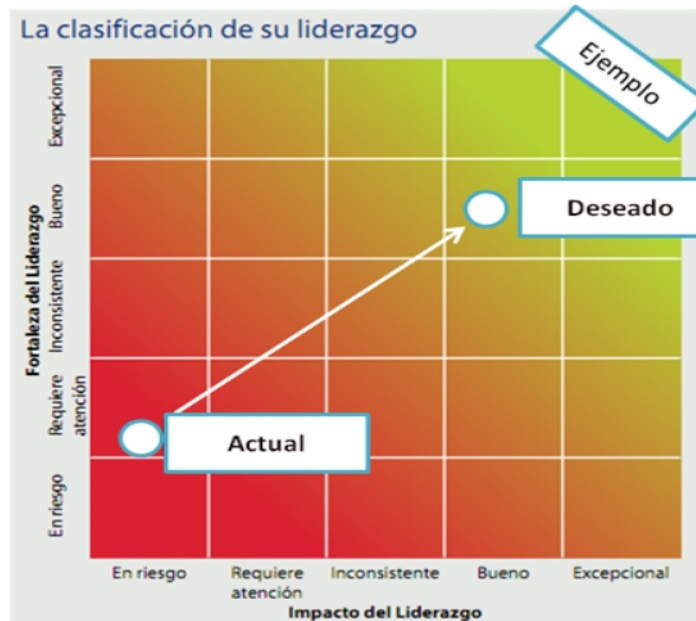 La clasificación de su liderazgo
Ejemplo
Excepcional
Bueno
Inconsistente
Requiere
atención
En riesgo
Fortaleza del Liderazgo
Deseado
Actual
En riesgo
Requiere
atención
Inconsistente
Bueno
Excepcional
Impacto del Liderazgo